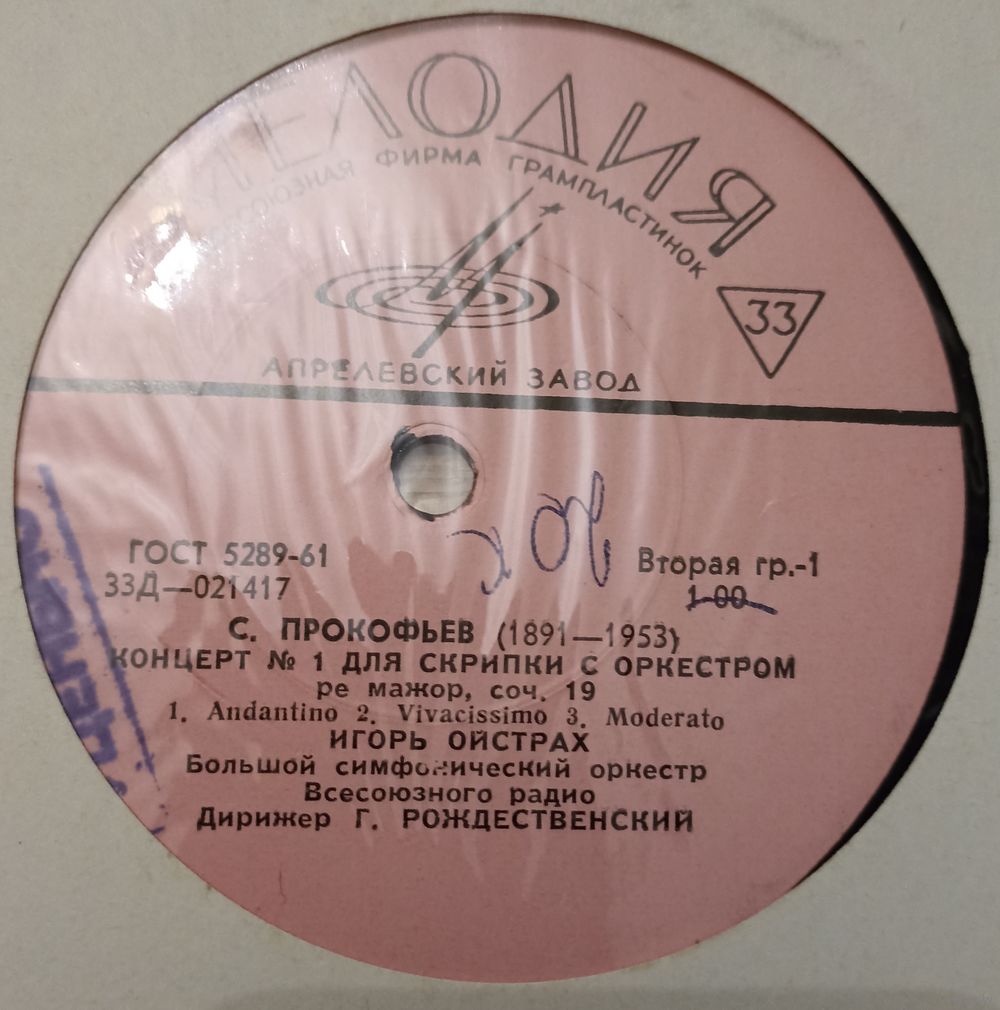 МЕЛОДИЯ
ВСЕСОЮЗНАЯ ФИРМА ГРАМПЛАСТИНОК
33
АПРЕЛЕВСКИЙ ЗАВОД
ГОСТ 5289-61
33Д—021417
Вторая гр.-1
1-00
С. ПРОКОФЬЕВ (1891—1953)
КОНЦЕРТ № 1 ДЛЯ СКРИПКИ С ОРКЕСТРОМ
ре мажор, соч. 19
1. Andantino 2. Vivacissimo 3. Moderato
ИГОРЬ ОЙСТРАХ
Большой симфонический оркестр
Всесоюзного радио
Дирижер Г. РОЖДЕСТВЕНСКИЙ